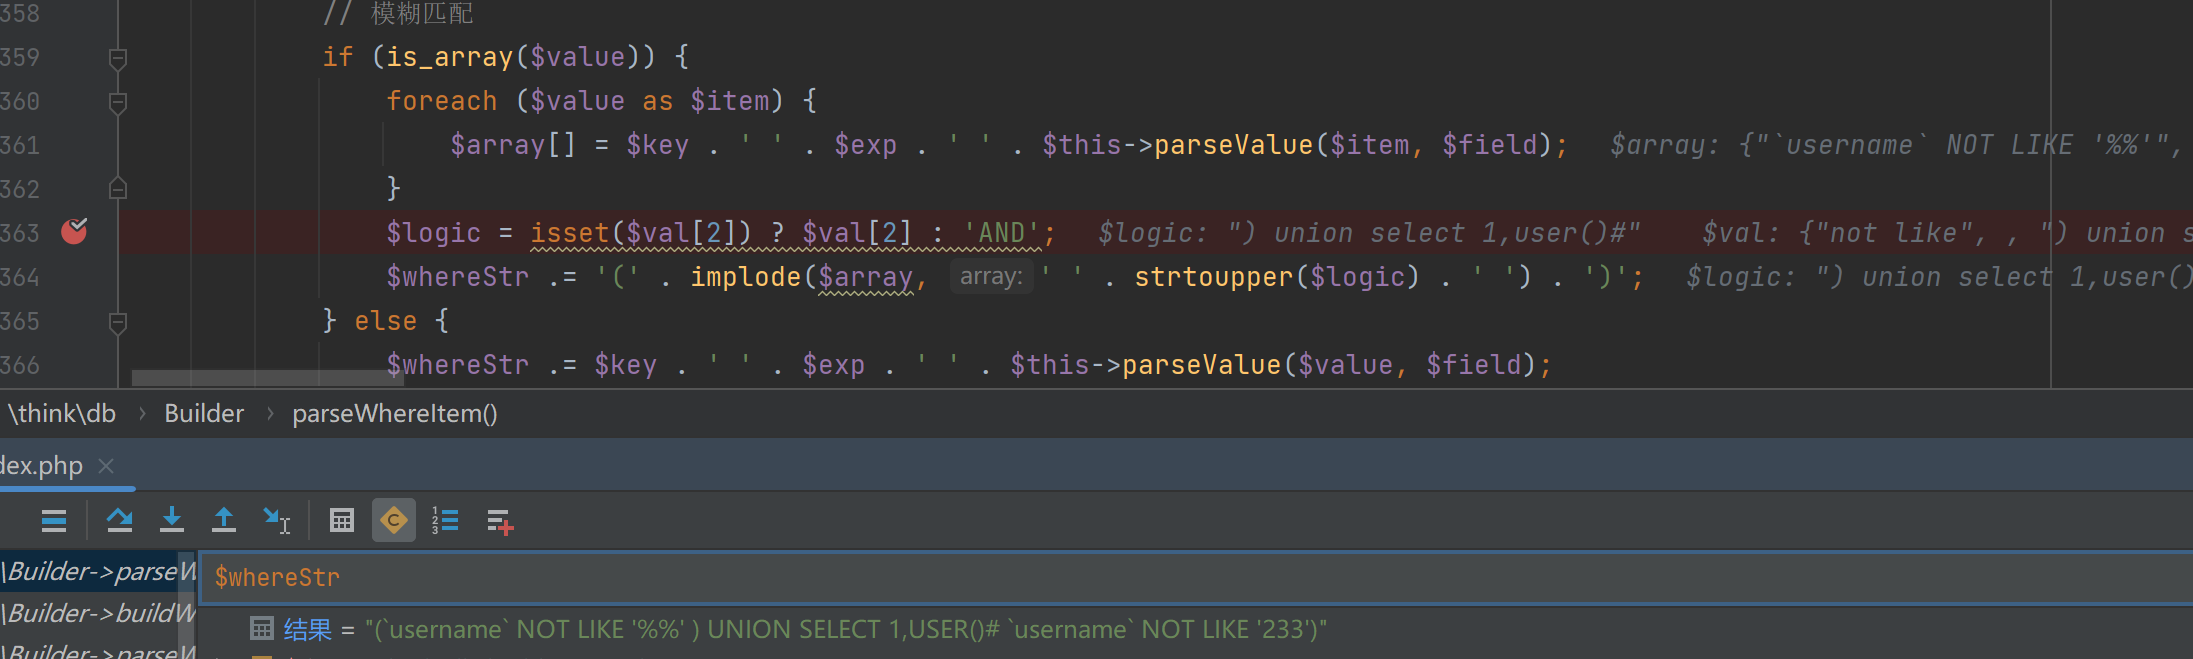 358 // 模糊匹配
359 if (is_array($value)) {
360 foreach ($value as $item) {
361 $array[] = $key . ' ' . $exp . ' ' . $this->parseValue($item, $field); $array: {"`username` NOT LIKE '%%'",
362 }
363 $logic = isset($val[2]) ? $val[2] : 'AND'; $logic: ") union select 1,user()#" $val: {"not like", , ") union s
364 $whereStr .= '(' . implode($array, array: ' ' . strtoupper($logic) . ' ') . ')'; $logic: ") union select 1,user()
365 } else {
366 $whereStr .= $key . ' ' . $exp . ' ' . $this->parseValue($value, $field);
\think\db › Builder › parseWhereItem()
dex.php ×
\Builder->parseW
$whereStr
\Builder->buildW
结果 = "(`username` NOT LIKE '%%' ) UNION SELECT 1,USER()# `username` NOT LIKE '233')"
\Builder->parseW